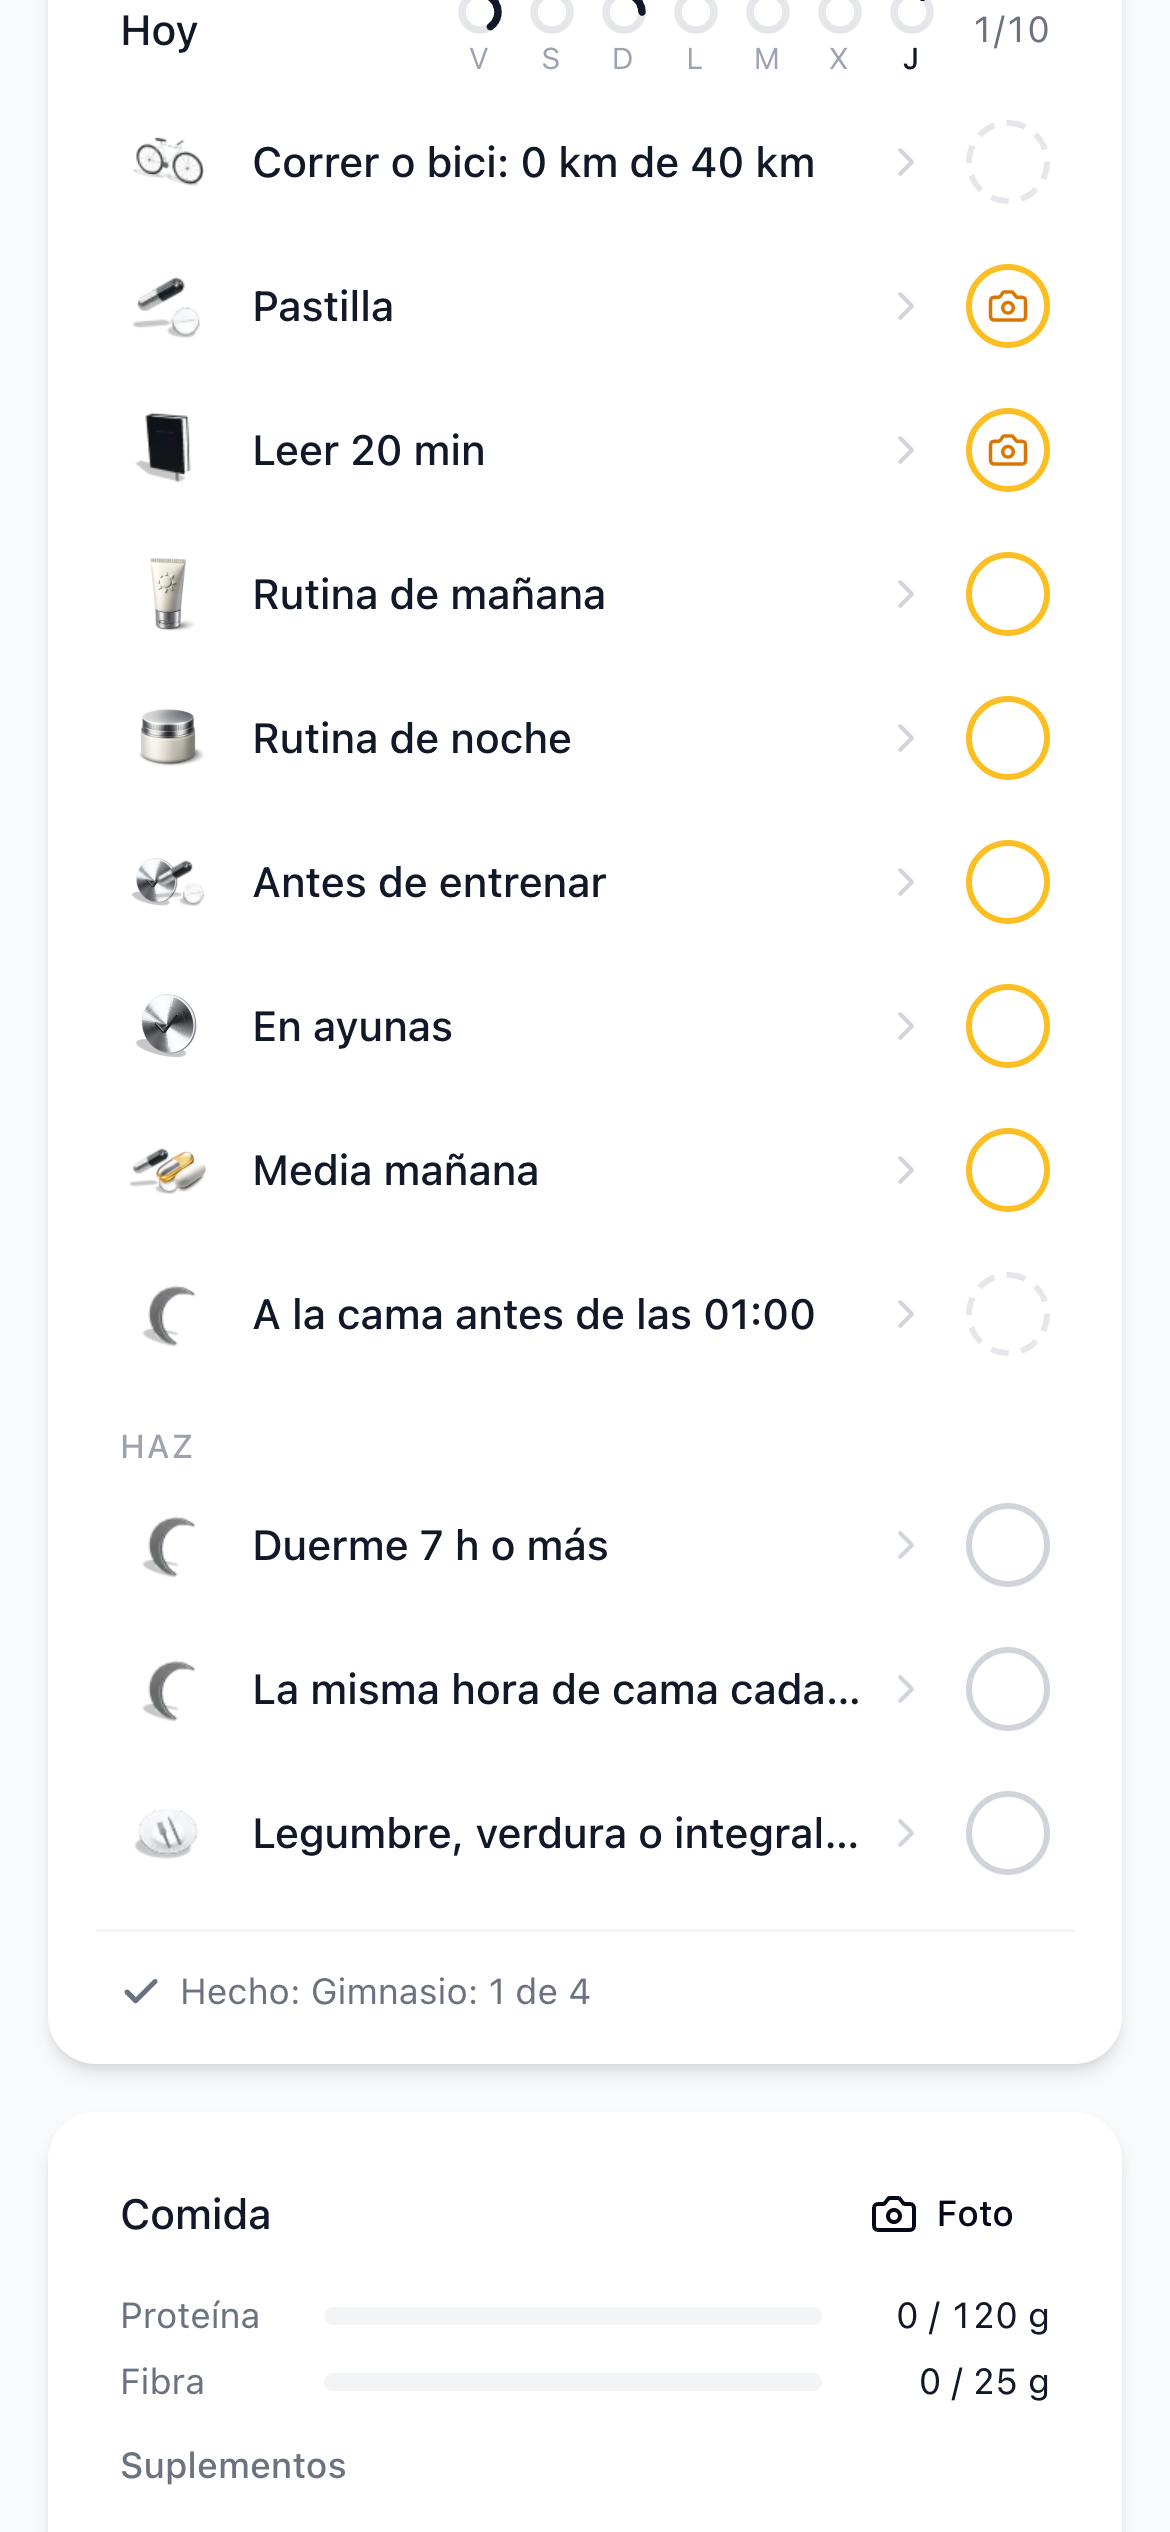 Hoy
V S D L M X J
1/10
Correr o bici: 0 km de 40 km
Pastilla
Leer 20 min
Rutina de mañana
Rutina de noche
Antes de entrenar
En ayunas
Media mañana
A la cama antes de las 01:00
HAZ
Duerme 7 h o más
La misma hora de cama cada...
Legumbre, verdura o integral...
Hecho: Gimnasio: 1 de 4
Comida
Foto
Proteína 0 / 120 g
Fibra 0 / 25 g
Suplementos